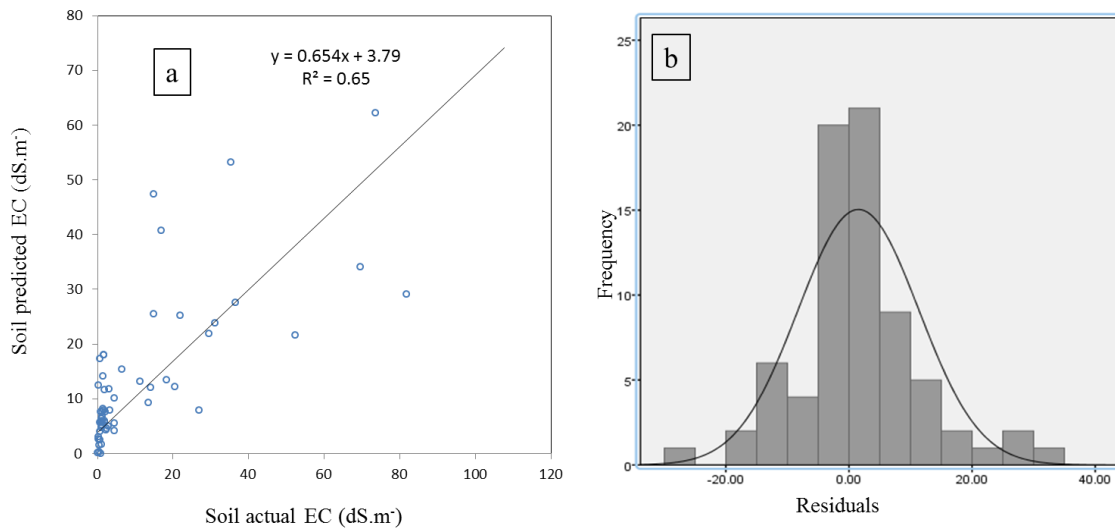 80
70
60
50
40
30
20
10
0
0 20 40 60 80 100 120
a
y = 0.654x + 3.79
R² = 0.65
Soil predicted EC (dS.m⁻)
Soil actual EC (dS.m⁻)
b
25
20
15
10
5
0
-20.00 0.00 20.00 40.00
Frequency
Residuals